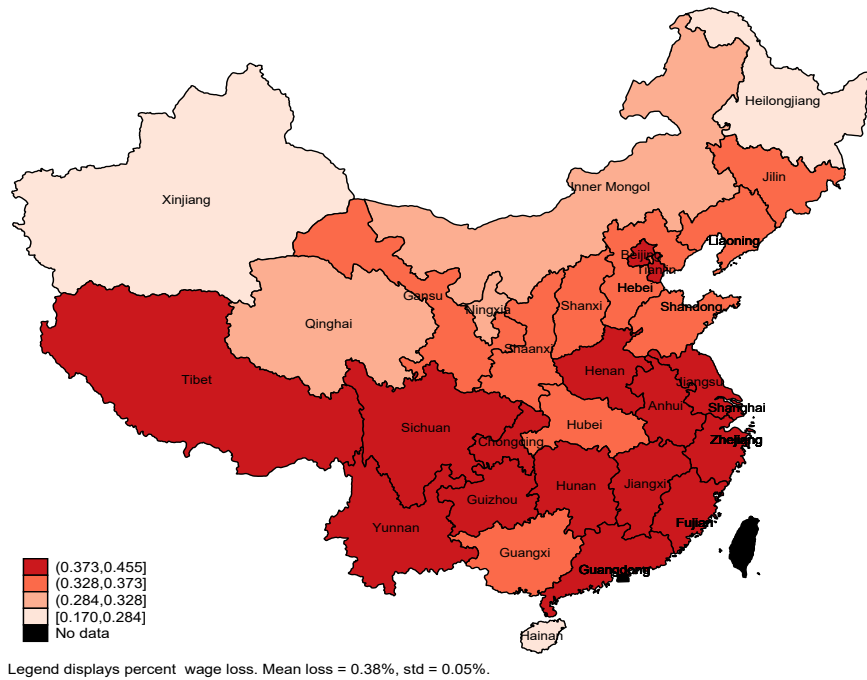 Heilongjiang
Jilin
Xinjiang
Inner Mongol
Liaoning
Beijing
Tianjin
Hebei
Gansu
Ningxia
Shanxi
Shandong
Qinghai
Shaanxi
Tibet
Henan
Jiangsu
Anhui
Shanghai
Sichuan
Hubei
Chongqing
Zhejiang
Hunan
Jiangxi
Guizhou
Yunnan
Fujian
Guangxi
Guangdong
Hainan
(0.373,0.455]
(0.328,0.373]
(0.284,0.328]
[0.170,0.284]
No data
Legend displays percent wage loss. Mean loss = 0.38%, std = 0.05%.